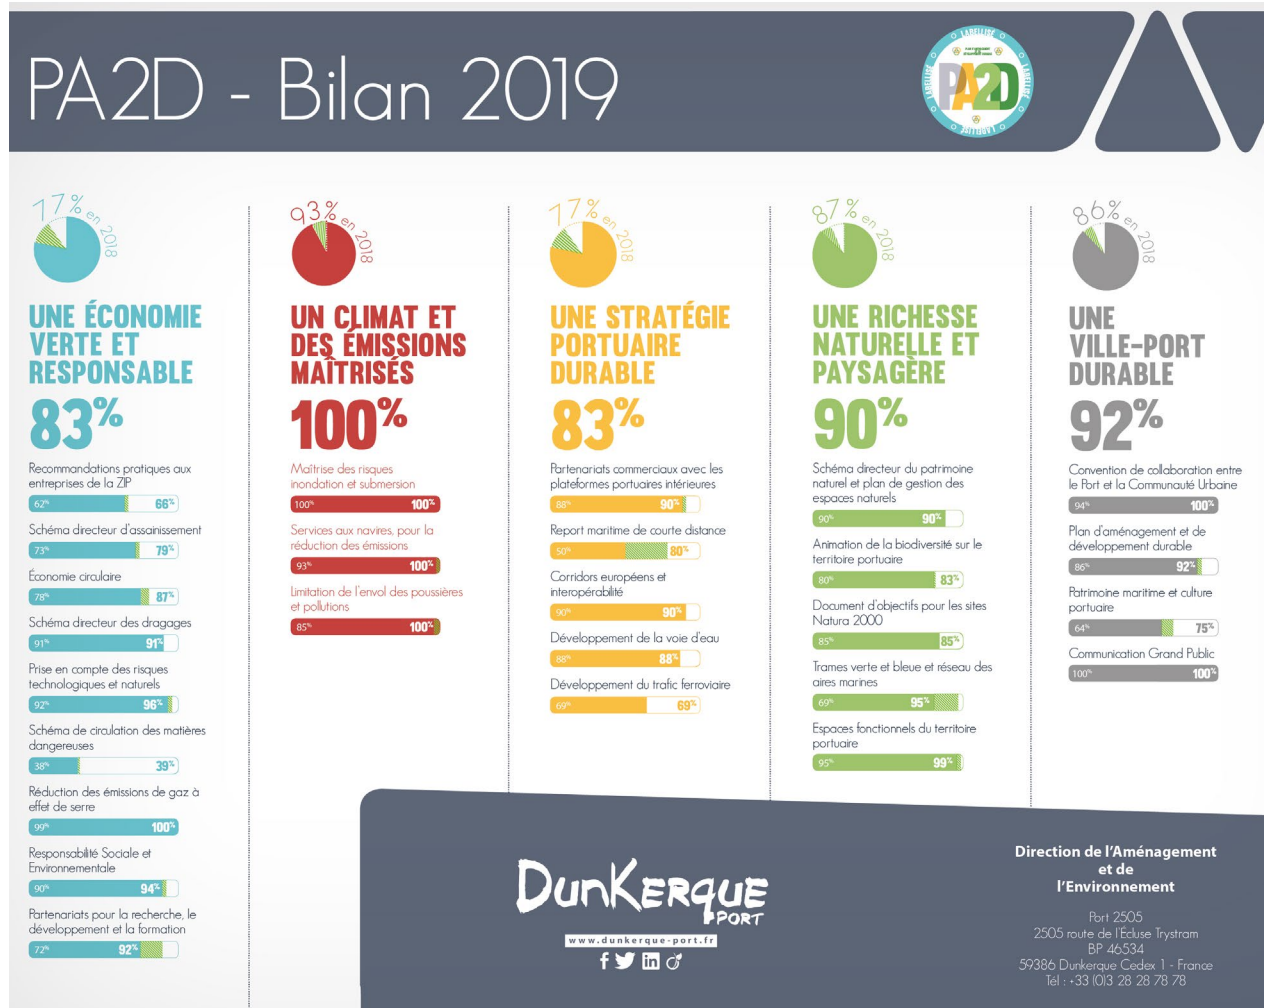 PA2D - Bilan 2019
LABELLISÉ
LABELLISÉ
LABELLISÉ
LABELLISÉ
PA2D
77% en 2018
UNE ÉCONOMIE
VERTE ET
RESPONSABLE
83%
Recommandations pratiques aux
entreprises de la ZIP
62% 66%
Schéma directeur d'assainissement
73% 79%
Économie circulaire
78% 87%
Schéma directeur des dragages
91% 91%
Prise en compte des risques
technologiques et naturels
92% 96%
Schéma de circulation des matières
dangereuses
38% 39%
Réduction des émissions de gaz à
effet de serre
99% 100%
Responsabilité Sociale et
Environnementale
90% 94%
Partenariats pour la recherche, le
développement et la formation
72% 92%
93% en 2018
UN CLIMAT ET
DES ÉMISSIONS
MAÎTRISÉS
100%
Maîtrise des risques
inondation et submersion
100% 100%
Services aux navires, pour la
réduction des émissions
93% 100%
Limitation de l'envol des poussières
et pollutions
85% 100%
77% en 2018
UNE STRATÉGIE
PORTUAIRE
DURABLE
83%
Partenariats commerciaux avec les
plateformes portuaires intérieures
88% 90%
Report maritime de courte distance
50% 80%
Corridors européens et
interopérabilité
90% 90%
Développement de la voie d'eau
88% 88%
Développement du trafic ferroviaire
69% 69%
87% en 2018
UNE RICHESSE
NATURELLE ET
PAYSAGÈRE
90%
Schéma directeur du patrimoine
naturel et plan de gestion des
espaces naturels
90% 90%
Animation de la biodiversité sur le
territoire portuaire
80% 83%
Document d'objectifs pour les sites
Natura 2000
85% 85%
Trames verte et bleue et réseau des
aires marines
69% 95%
Espaces fonctionnels du territoire
portuaire
95% 99%
86% en 2018
UNE
VILLE-PORT
DURABLE
92%
Convention de collaboration entre
le Port et la Communauté Urbaine
94% 100%
Plan d'aménagement et de
développement durable
86% 92%
Patrimoine maritime et culture
portuaire
64% 75%
Communication Grand Public
100% 100%
DUNKERQUE
PORT
www.dunkerque-port.fr
Direction de l'Aménagement
et de
l'Environnement
Port 2505
2505 route de l'Écluse Trystram
BP 46534
59386 Dunkerque Cedex 1 - France
Tél : +33 (0)3 28 28 78 78